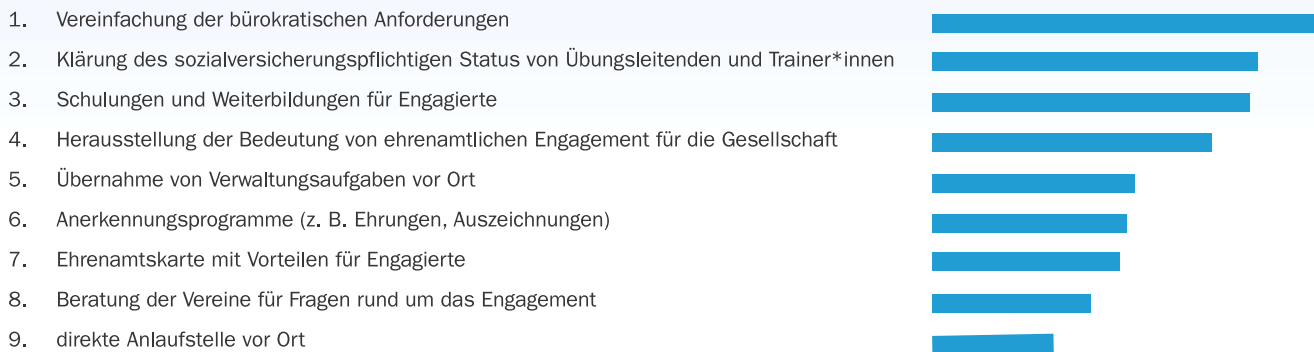 1. Vereinfachung der bürokratischen Anforderungen
2. Klärung des sozialversicherungspflichtigen Status von Übungsleitenden und Trainer*innen
3. Schulungen und Weiterbildungen für Engagierte
4. Herausstellung der Bedeutung von ehrenamtlichen Engagement für die Gesellschaft
5. Übernahme von Verwaltungsaufgaben vor Ort
6. Anerkennungsprogramme (z. B. Ehrungen, Auszeichnungen)
7. Ehrenamtskarte mit Vorteilen für Engagierte
8. Beratung der Vereine für Fragen rund um das Engagement
9. direkte Anlaufstelle vor Ort